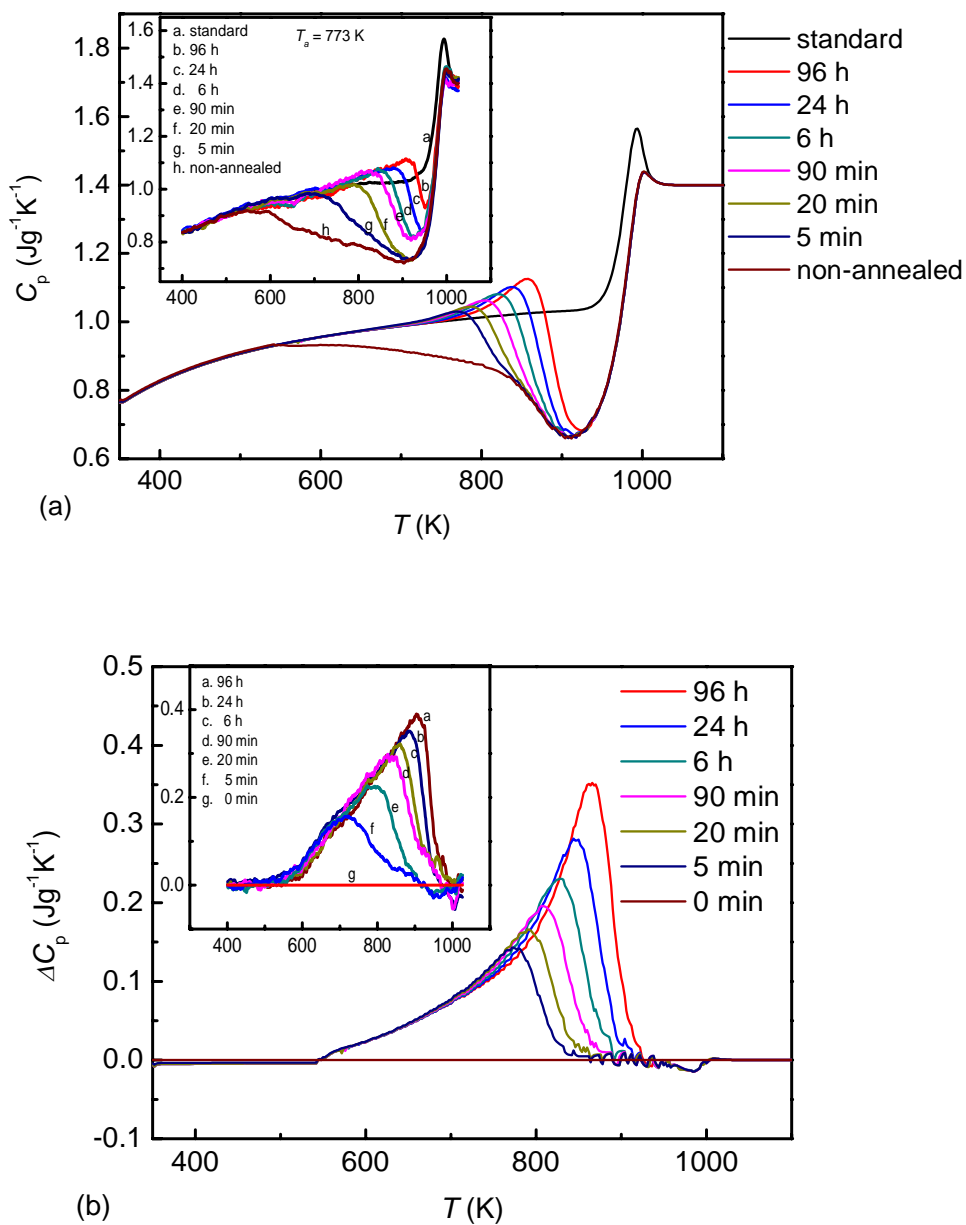 a. standard
b. 96 h
c. 24 h
d. 6 h
e. 90 min
f. 20 min
g. 5 min
h. non-annealed
Ta = 773 K
1.6
1.4
1.2
1.0
0.8
400 600 800 1000
a
b
c
d
e
f
g
h
standard
96 h
24 h
6 h
90 min
20 min
5 min
non-annealed
1.8
1.6
1.4
1.2
1.0
0.8
0.6
Cp (Jg-1K-1)
400 600 800 1000
T (K)
(a)
a. 96 h
b. 24 h
c. 6 h
d. 90 min
e. 20 min
f. 5 min
g. 0 min
0.4
0.2
0.0
400 600 800 1000
a
b
c
d
e
f
g
96 h
24 h
6 h
90 min
20 min
5 min
0 min
0.5
0.4
0.3
0.2
0.1
0.0
-0.1
ΔCp (Jg-1K-1)
400 600 800 1000
T (K)
(b)